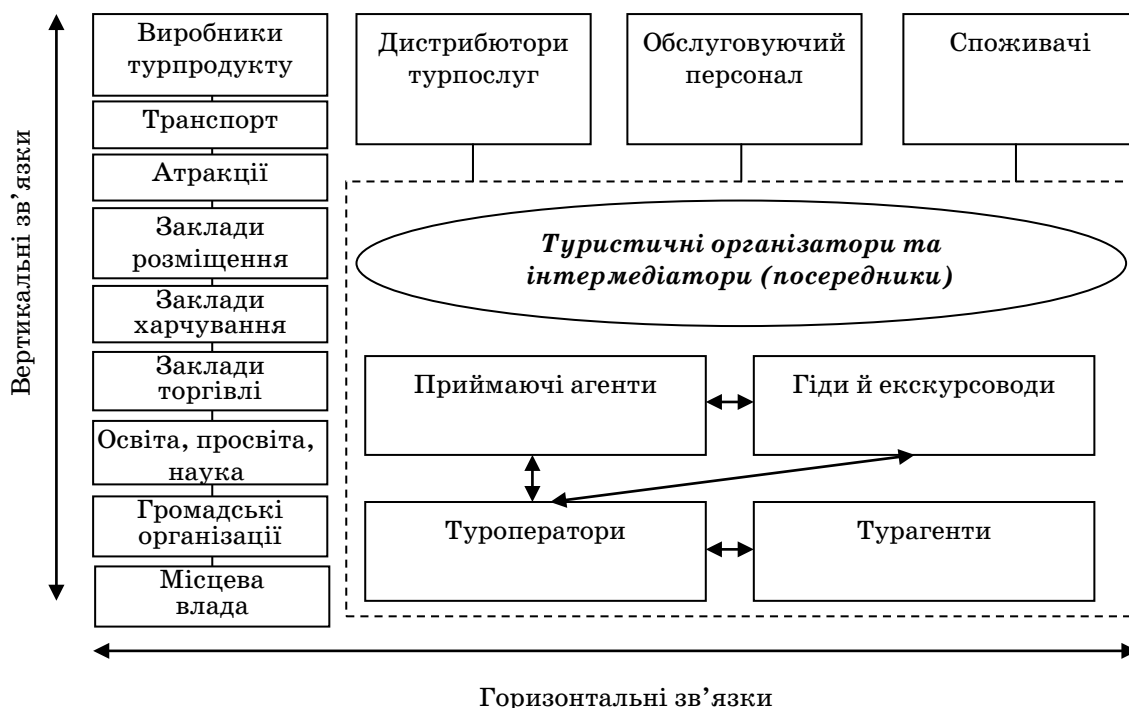 Вертикальні зв’язки
Виробники
турпродукту
Транспорт
Атракції
Заклади
розміщення
Заклади
харчування
Заклади
торгівлі
Освіта, просвіта,
наука
Громадські
організації
Місцева
влада
Дистрибютори
турпослуг
Обслуговуючий
персонал
Споживачі
Туристичні організатори та
інтермедіатори (посередники)
Приймаючі агенти
Гіди й екскурсоводи
Туроператори
Турагенти
Горизонтальні зв’язки